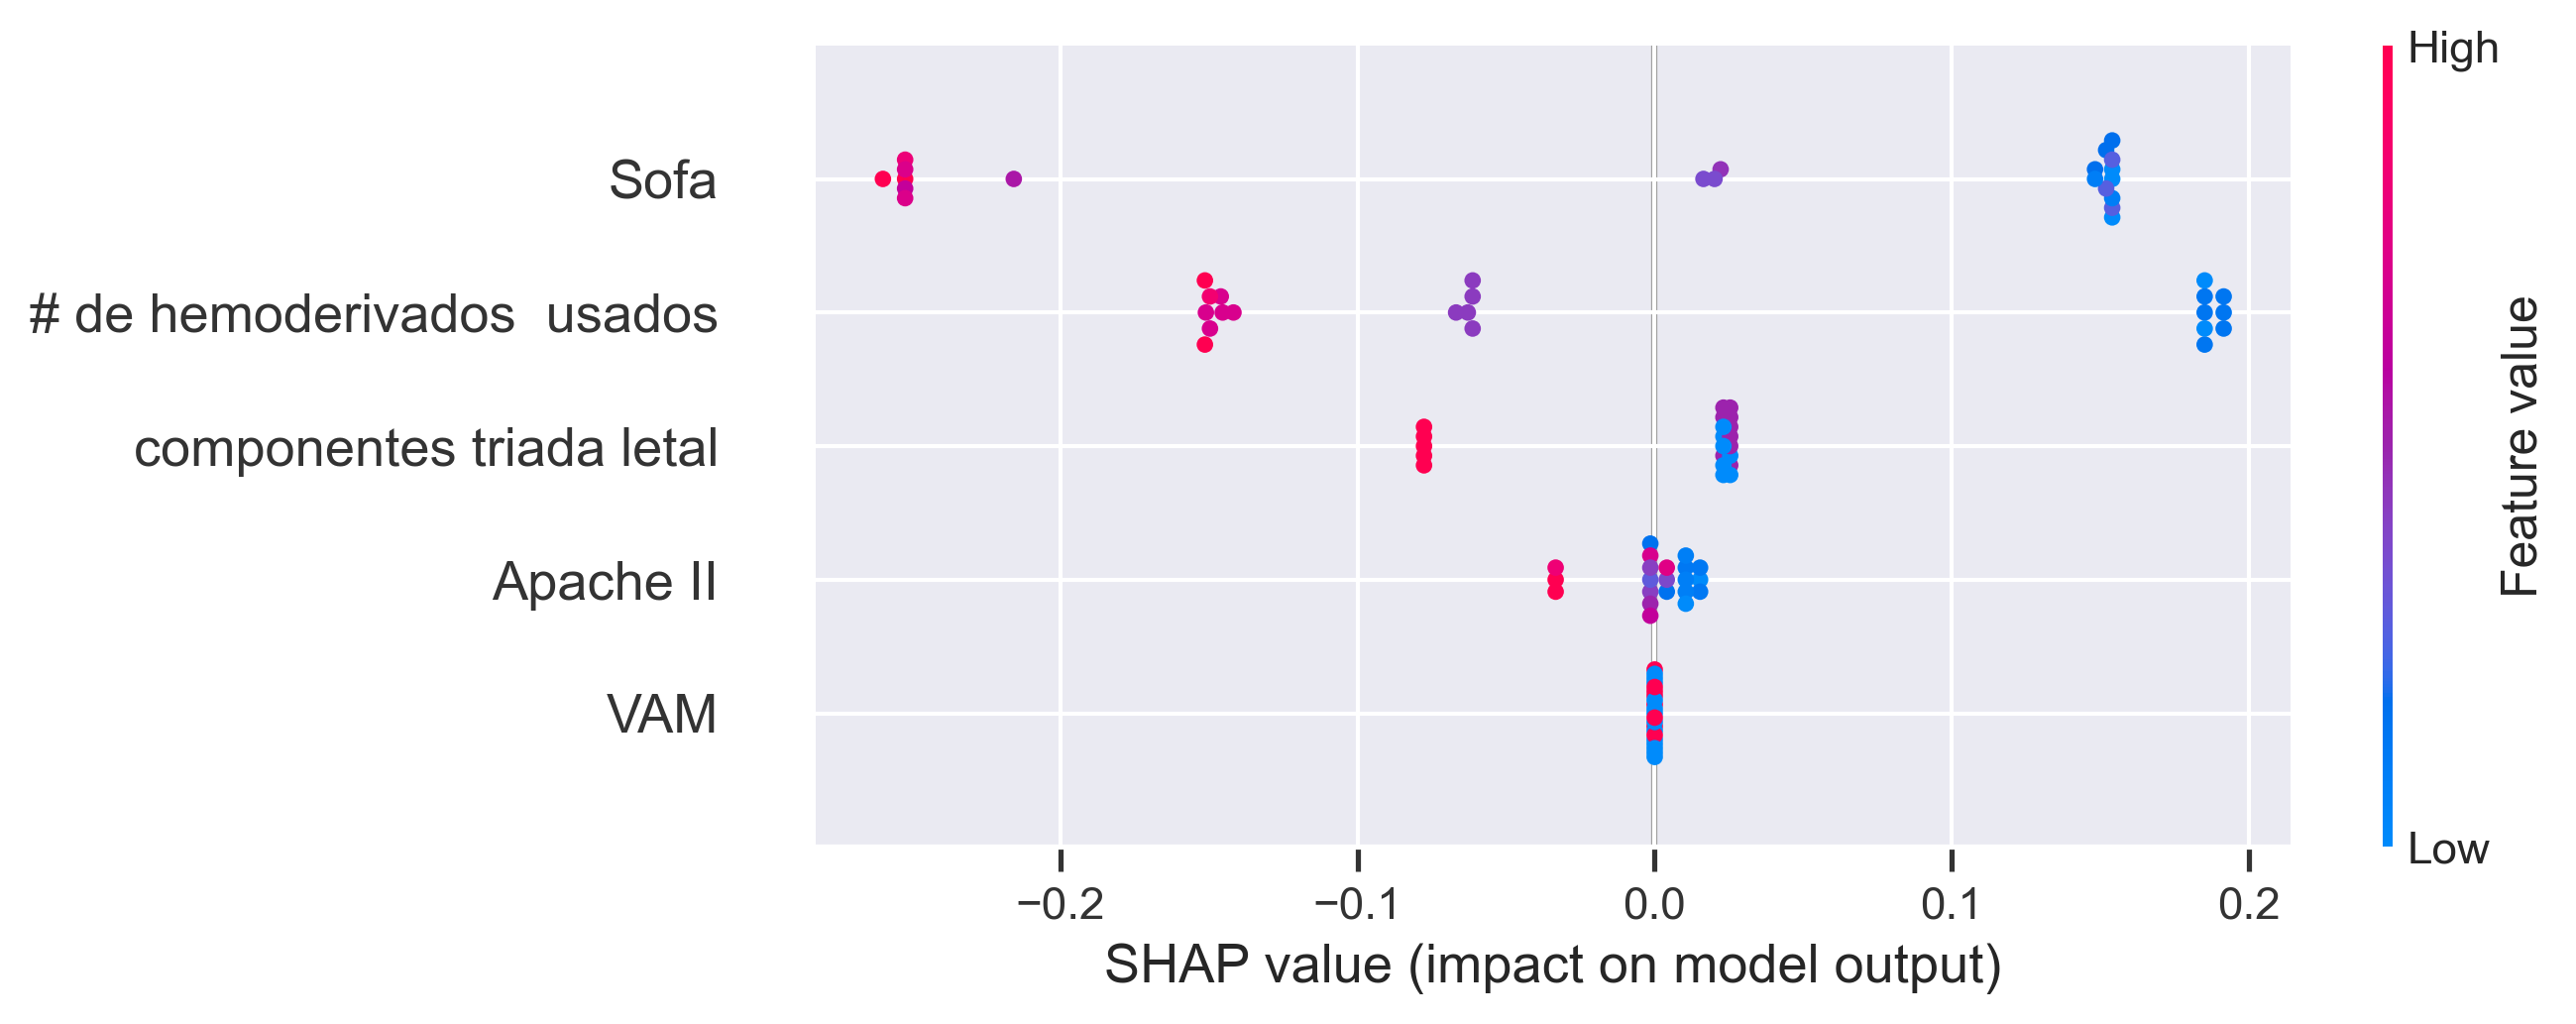 High
Sofa
# de hemoderivados  usados
componentes triada letal
Apache II
VAM
Feature value
Low
−0.2
−0.1
0.0
0.1
0.2
SHAP value (impact on model output)